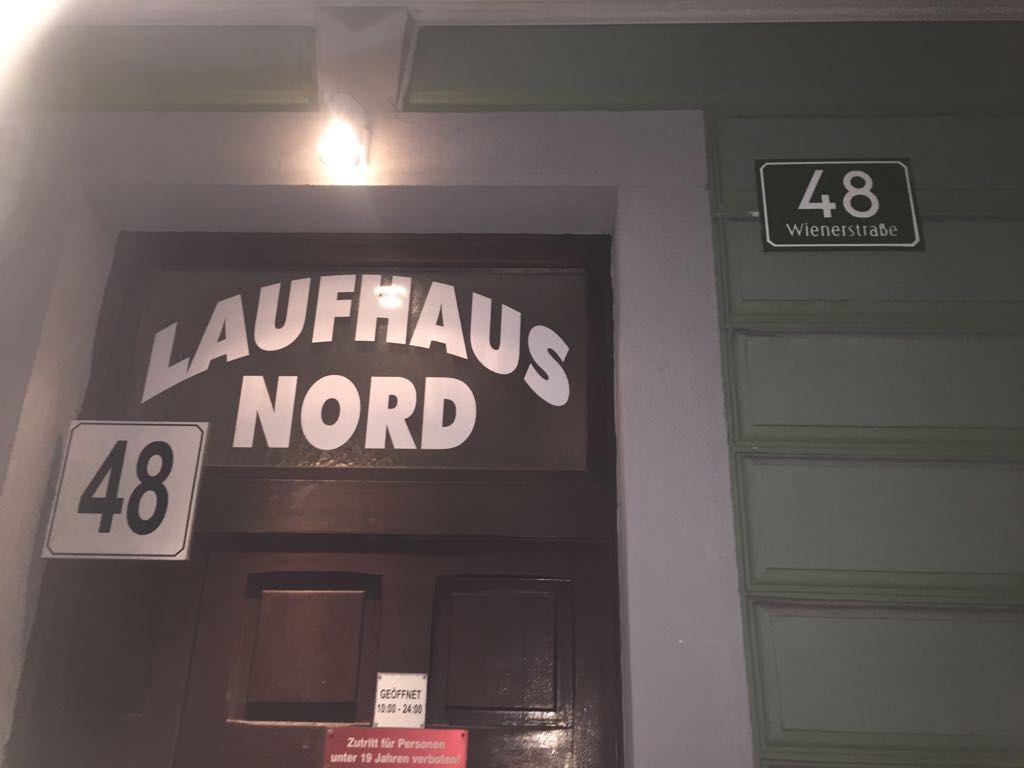 48
Wienerstraße
LAUFHAUS
NORD
48
GEÖFFNET
10:00 - 24:00
Zutritt für Personen
unter 19 Jahren verboten!